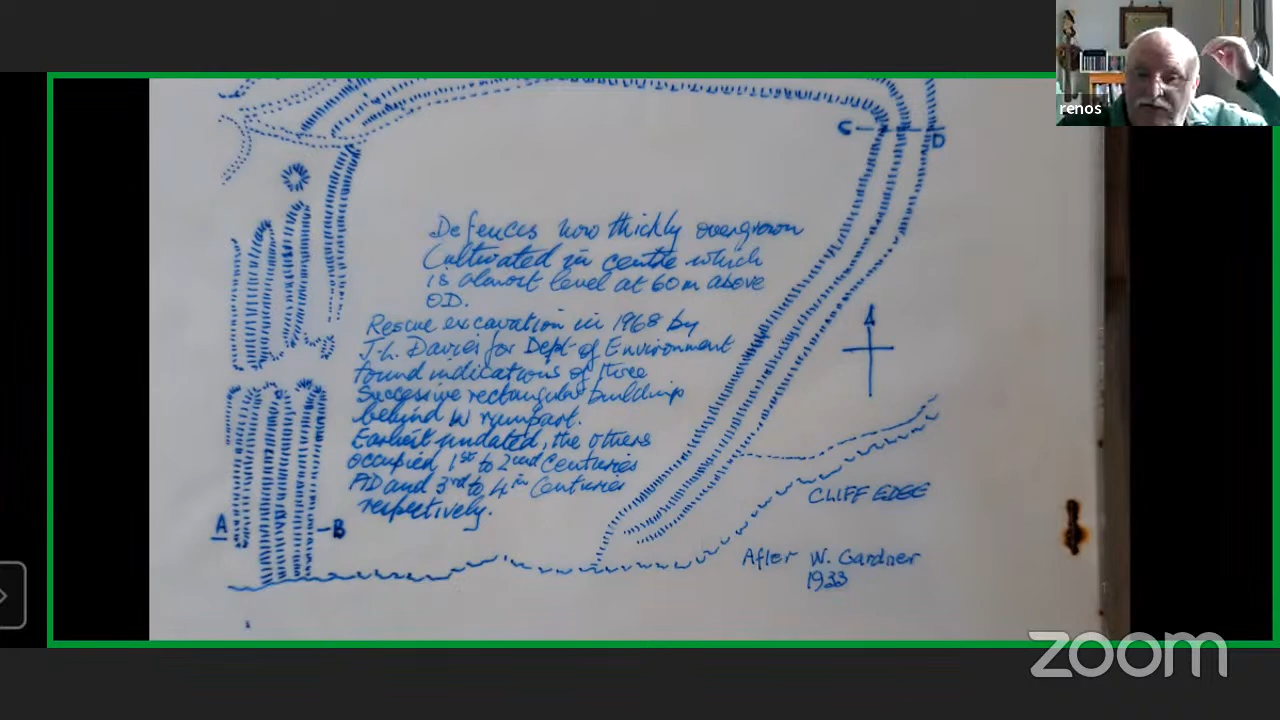 renos
C
D
Defences now thickly overgrown
Cultivated in centre which
is almost level at 60 m above
OD.
Rescue excavation in 1968 by
J.L. Davies for Dept of Environment
found indications of three
Successive rectangular buildings
behind W rampart.
Earliest undated, the others
occupied 1st to 2nd Centuries
AD and 3rd to 4th Centuries
respectively.
A
B
CLIFF EDGE
After W. Gardner
1933
zoom